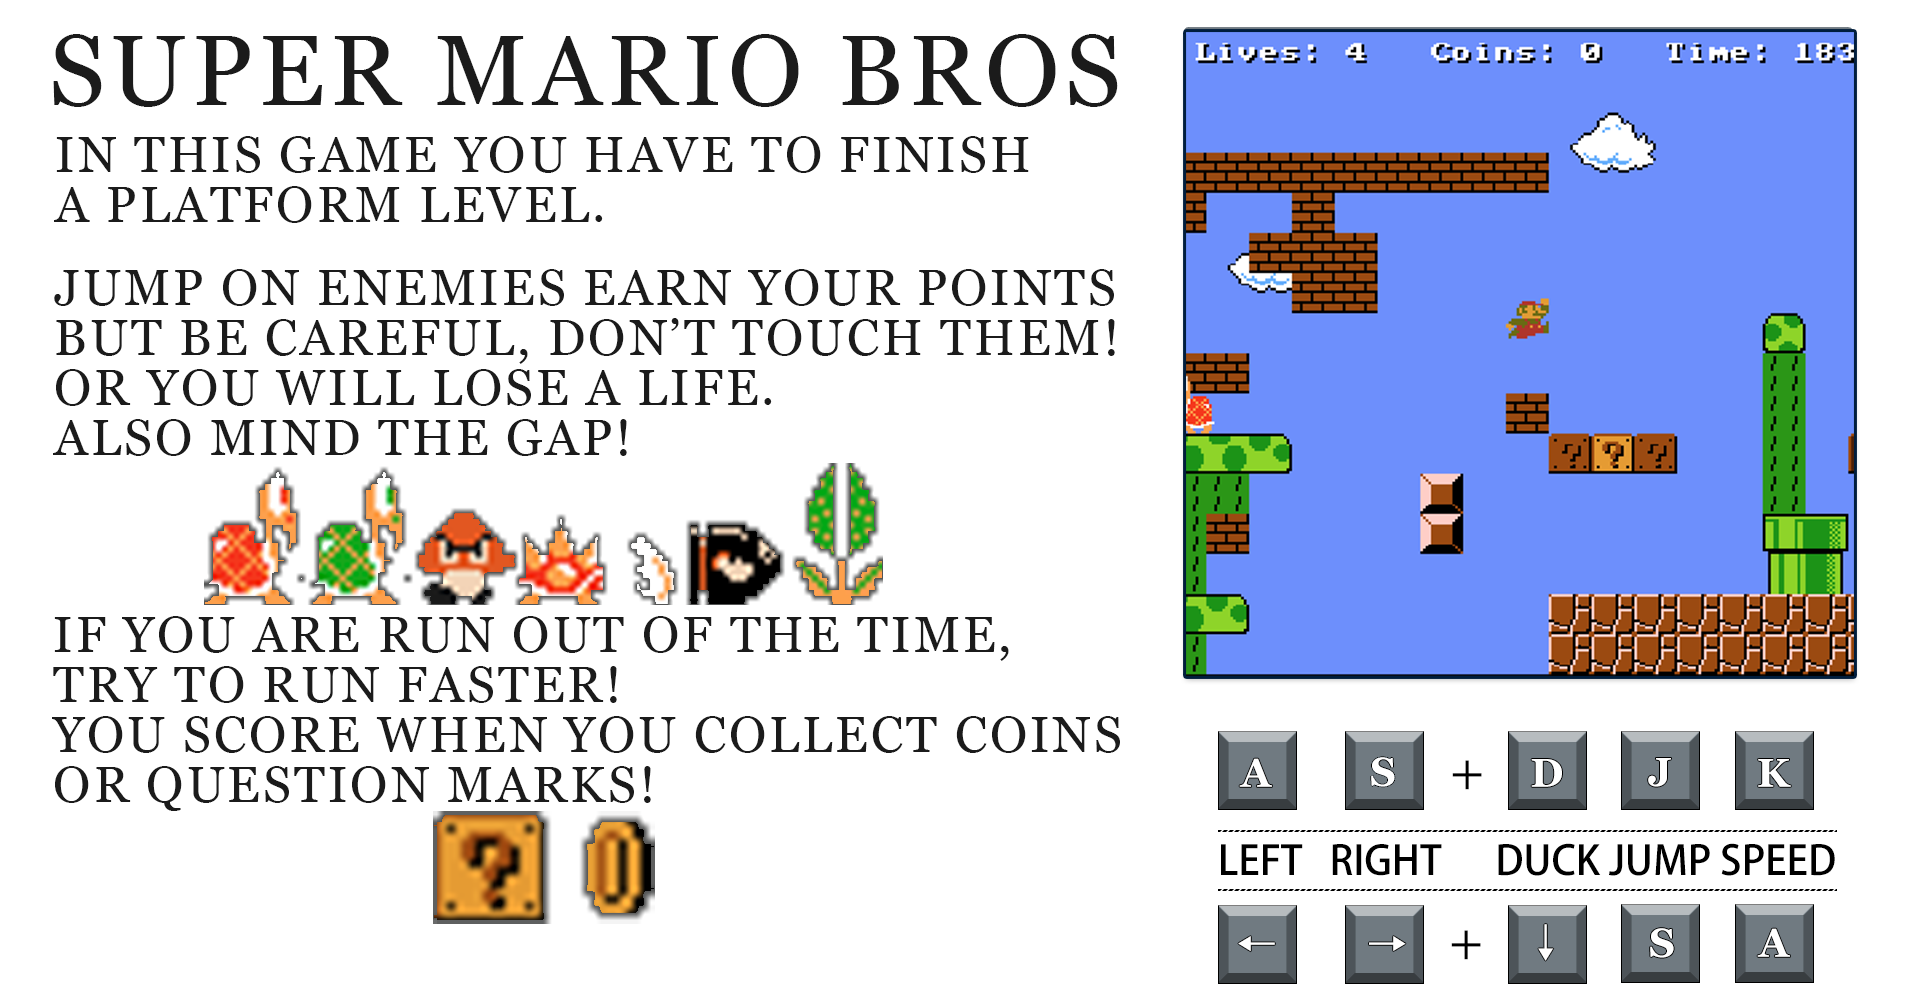 SUPER MARIO BROS
IN THIS GAME YOU HAVE TO FINISH
A PLATFORM LEVEL.
JUMP ON ENEMIES EARN YOUR POINTS
BUT BE CAREFUL, DON'T TOUCH THEM!
OR YOU WILL LOSE A LIFE.
ALSO MIND THE GAP!
IF YOU ARE RUN OUT OF THE TIME,
TRY TO RUN FASTER!
YOU SCORE WHEN YOU COLLECT COINS
OR QUESTION MARKS!
?
Lives: 4 Coins: 0 Time: 183
? ? ?
A S + D J K
LEFT RIGHT DUCK JUMP SPEED
← → + ↓ S A